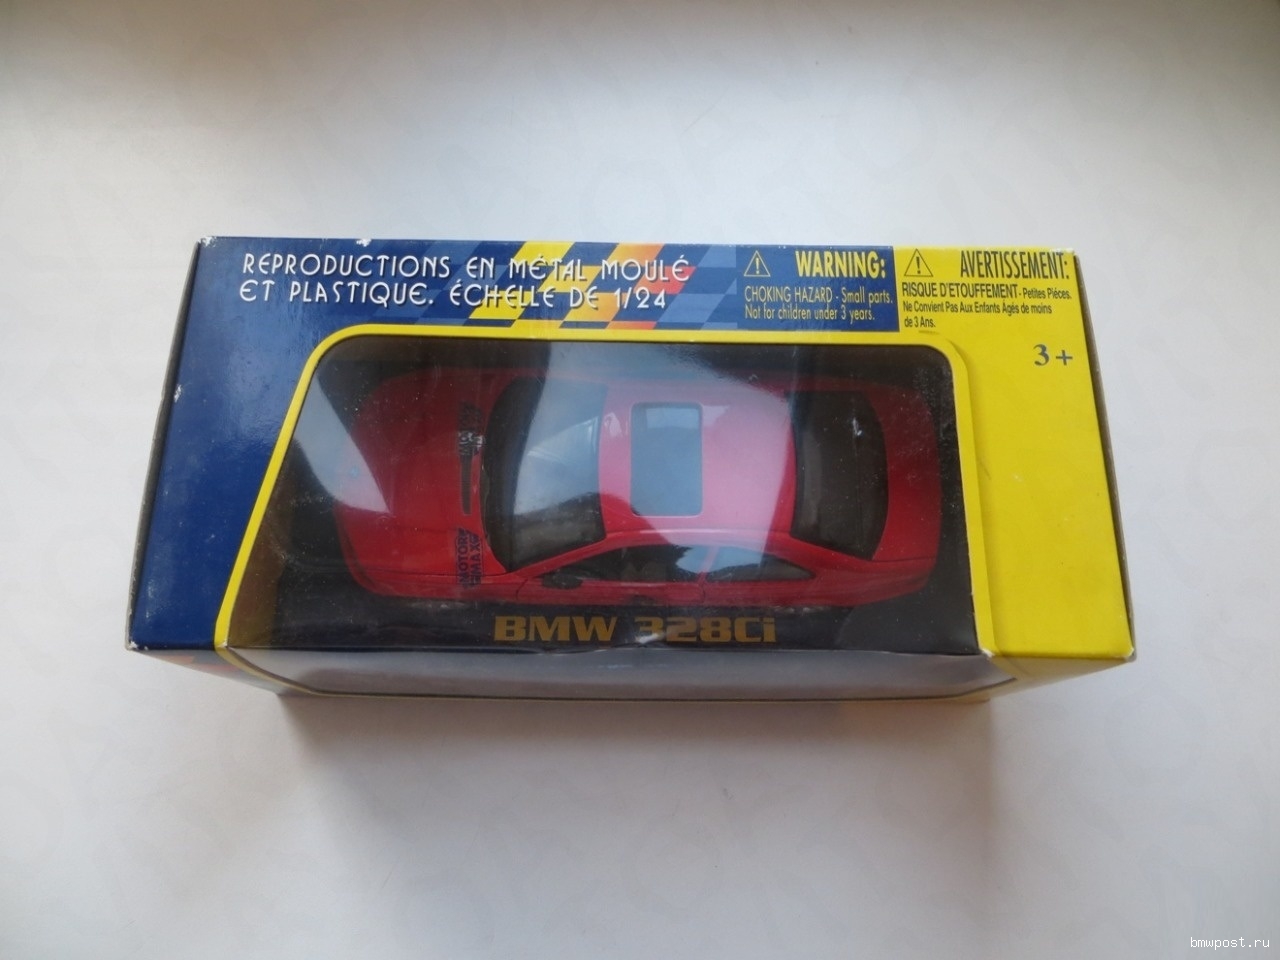 REPRODUCTIONS EN MÉTAL MOULÉ
ET PLASTIQUE. ÉCHELLE DE 1/24
WARNING:
CHOKING HAZARD - Small parts.
Not for children under 3 years.
AVERTISSEMENT:
RISQUE D'ETOUFFEMENT - Petites Pièces.
Ne Convient Pas Aux Enfants Agés de moins
de 3 Ans.
3+
MOTOR
MAX
BMW 328Ci
bmwpost.ru